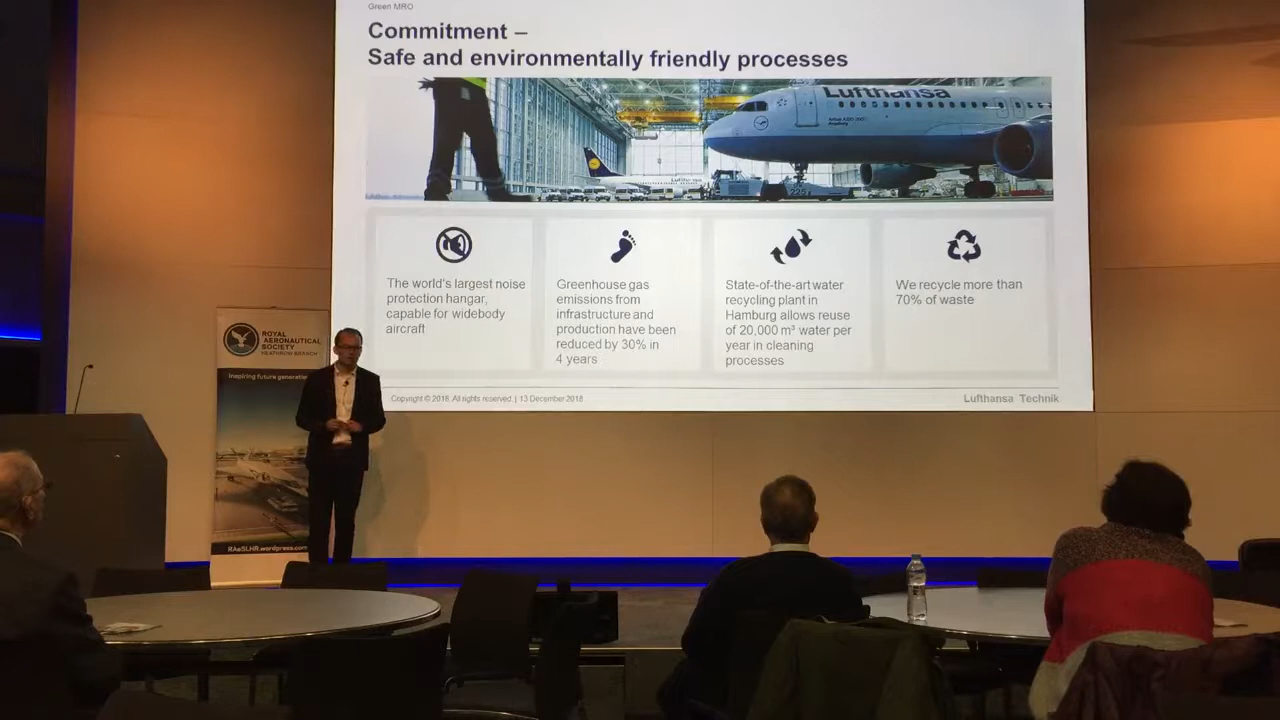 Green MRO
Commitment –
Safe and environmentally friendly processes
Lufthansa
Lufthansa
225
The world's largest noise
protection hangar,
capable for widebody
aircraft
Greenhouse gas
emissions from
infrastructure and
production have been
reduced by 30% in
4 years
State-of-the-art water
recycling plant in
Hamburg allows reuse
of 20,000 m³ water per
year in cleaning
processes
We recycle more than
70% of waste
Copyright © 2018. All rights reserved. | 13 December 2018
Lufthansa Technik
ROYAL
AERONAUTICAL
SOCIETY
HEATHROW BRANCH
Inspiring future generatio
RAeSLHR.wordpress.com